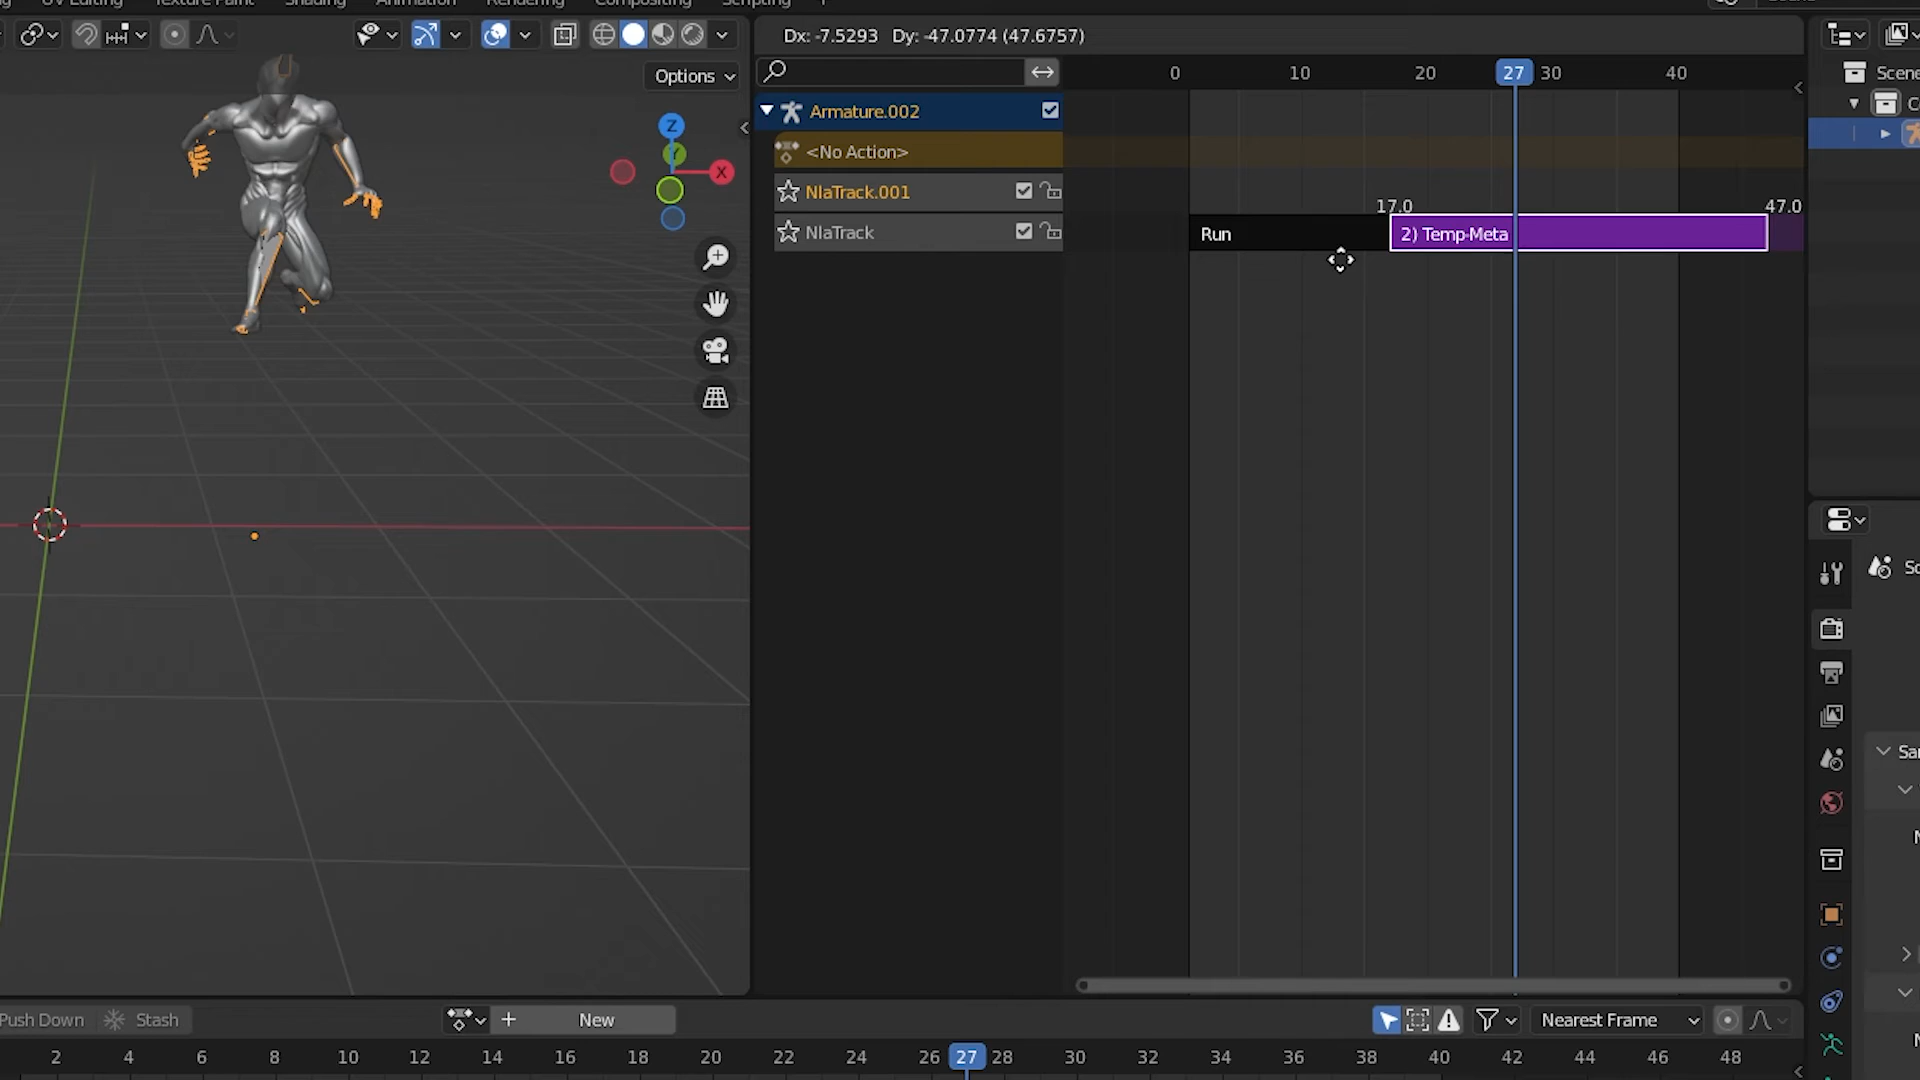 UV Editing Texture Paint Shading Animation Rendering Compositing Scripting +
Dx: -7.5293 Dy: -47.0774 (47.6757)
Options
0 10 20 27 30 40
Scene
Armature.002
Z
Y
X
<No Action>
NlaTrack.001
17.0 47.0
NlaTrack
Run
2) Temp-Meta
Push Down Stash
+ New
Nearest Frame
2 4 6 8 10 12 14 16 18 20 22 24 26 27 28 30 32 34 36 38 40 42 44 46 48